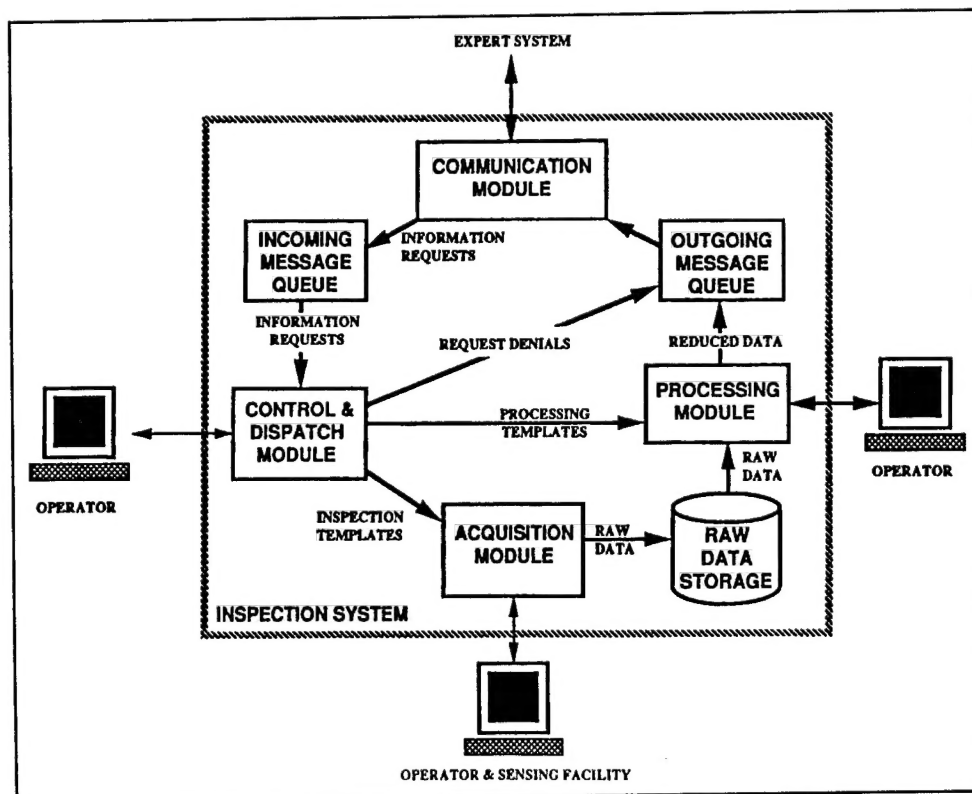 EXPERT SYSTEM
COMMUNICATION
MODULE
INCOMING
MESSAGE
QUEUE
INFORMATION
REQUESTS
OUTGOING
MESSAGE
QUEUE
INFORMATION
REQUESTS
REQUEST DENIALS
REDUCED DATA
CONTROL &
DISPATCH
MODULE
PROCESSING
TEMPLATES
PROCESSING
MODULE
OPERATOR
OPERATOR
RAW
DATA
INSPECTION
TEMPLATES
ACQUISITION
MODULE
RAW
DATA
RAW
DATA
STORAGE
INSPECTION SYSTEM
OPERATOR & SENSING FACILITY